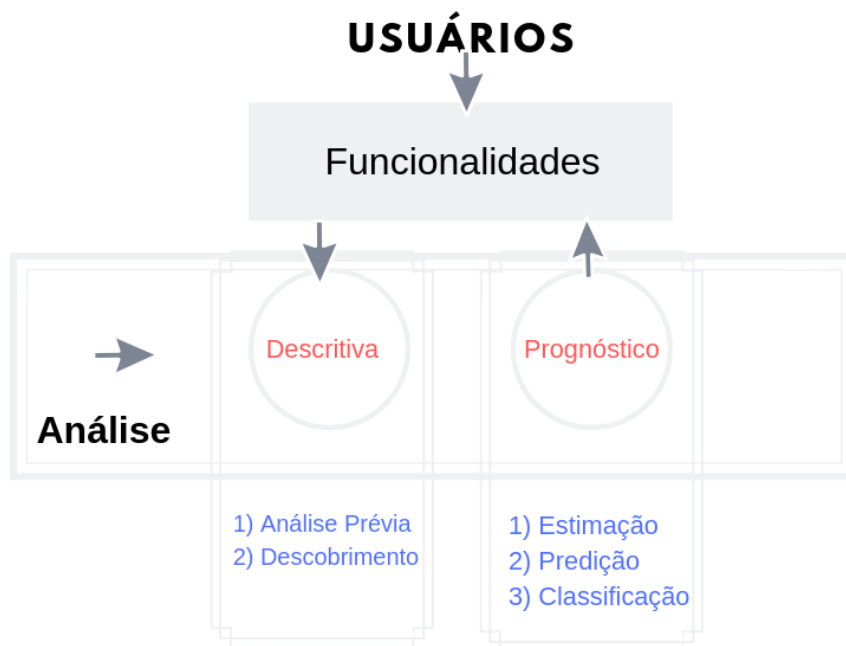 USUÁRIOS
Funcionalidades
Descritiva
Prognóstico
Análise
1) Análise Prévia
2) Descobrimento
1) Estimação
2) Predição
3) Classificação